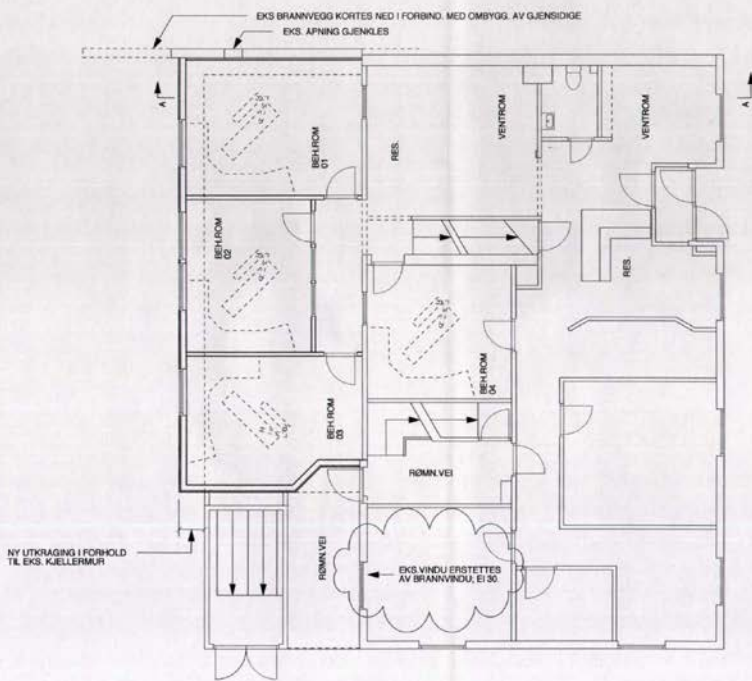 EKS BRANNVEGG KORTES NED I FORBIND. MED OMBYGG. AV GJENSIDIGE
EKS. ÅPNING GJENKLES
A
A
BEH.ROM
01
RES.
VENTROM
VENTROM
BEH.ROM
02
RES.
BEH.ROM
04
BEH.ROM
03
RØMN.VEI
NY UTKRAGING I FORHOLD
TIL EKS. KJELLERMUR
RØMN.VEI
EKS.VINDU ERSTETTES
AV BRANNVINDU; EI 30.